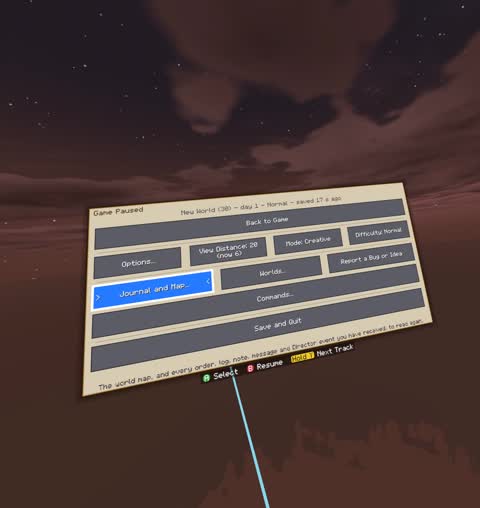 Game Paused
New World (38) - day 1 - Normal - saved 17 s ago
Back to Game
Options...
View Distance: 20
(now 6)
Mode: Creative
Difficulty: Normal
> Journal and Map... <
Worlds...
Report a Bug or Idea
Commands...
Save and Quit
The world map, and every order, log, note, message and Director event you have received, to read again.
A Select B Resume Hold Y Next Track